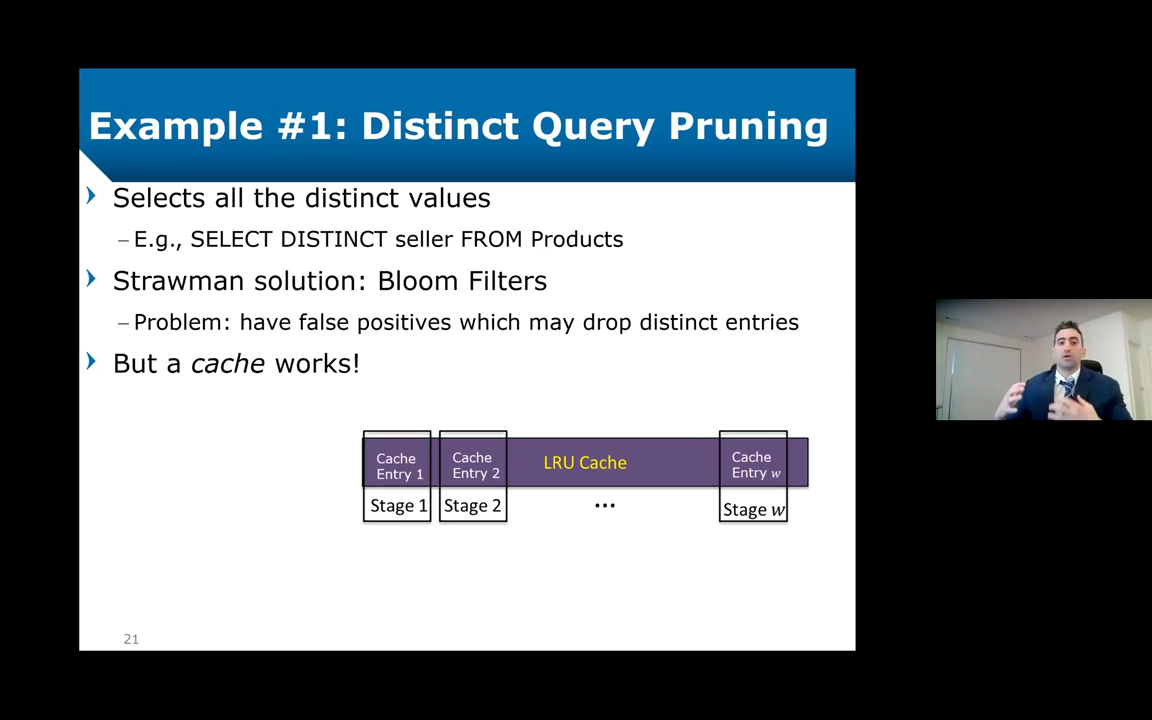 Example #1: Distinct Query Pruning
Selects all the distinct values
–E.g., SELECT DISTINCT seller FROM Products
Strawman solution: Bloom Filters
–Problem: have false positives which may drop distinct entries
But a cache works!
Cache
Entry 1
Cache
Entry 2
LRU Cache
Cache
Entry w
Stage 1
Stage 2
...
Stage w
21